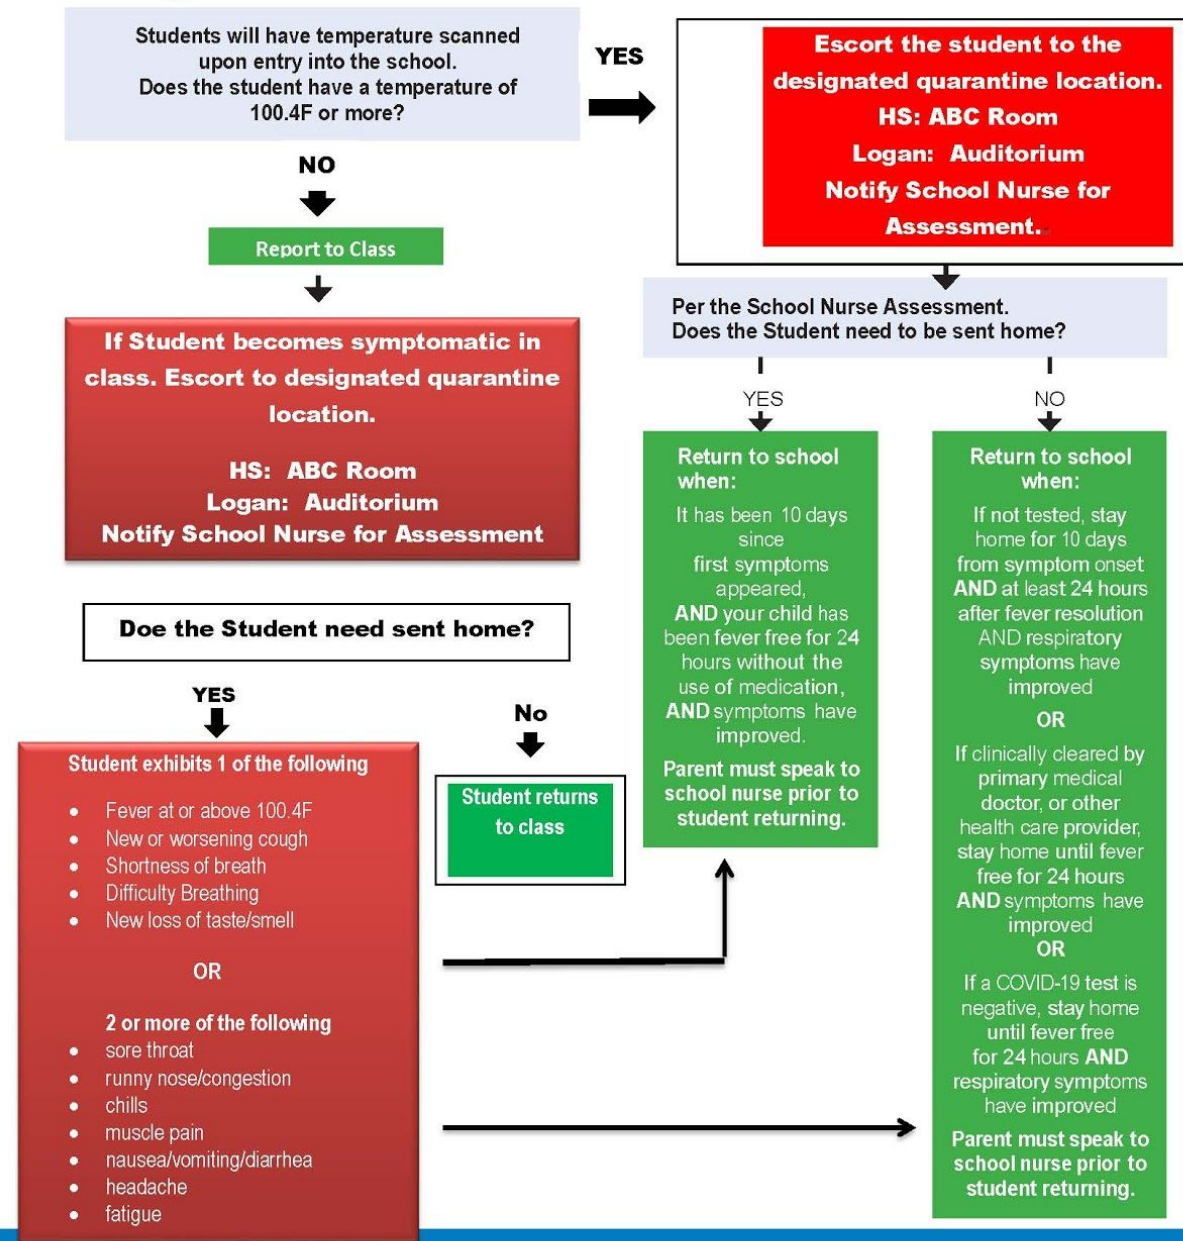 Students will have temperature scanned
upon entry into the school.
Does the student have a temperature of
100.4F or more?
YES
Escort the student to the
designated quarantine location.
HS: ABC Room
Logan: Auditorium
Notify School Nurse for
Assessment.
NO
Report to Class
If Student becomes symptomatic in
class. Escort to designated quarantine
location.
HS: ABC Room
Logan: Auditorium
Notify School Nurse for Assessment
Per the School Nurse Assessment.
Does the Student need to be sent home?
YES
NO
Return to school
when:
It has been 10 days
since
first symptoms
appeared,
AND your child has
been fever free for 24
hours without the
use of medication,
AND symptoms have
improved.
Parent must speak to
school nurse prior to
student returning.
Return to school
when:
If not tested, stay
home for 10 days
from symptom onset
AND at least 24 hours
after fever resolution
AND respiratory
symptoms have
improved
OR
If clinically cleared by
primary medical
doctor, or other
health care provider,
stay home until fever
free for 24 hours
AND symptoms have
improved
OR
If a COVID-19 test is
negative, stay home
until fever free
for 24 hours AND
respiratory symptoms
have improved
Parent must speak to
school nurse prior to
student returning.
Doe the Student need sent home?
YES
No
Student returns
to class
Student exhibits 1 of the following
• Fever at or above 100.4F
• New or worsening cough
• Shortness of breath
• Difficulty Breathing
• New loss of taste/smell
OR
2 or more of the following
• sore throat
• runny nose/congestion
• chills
• muscle pain
• nausea/vomiting/diarrhea
• headache
• fatigue